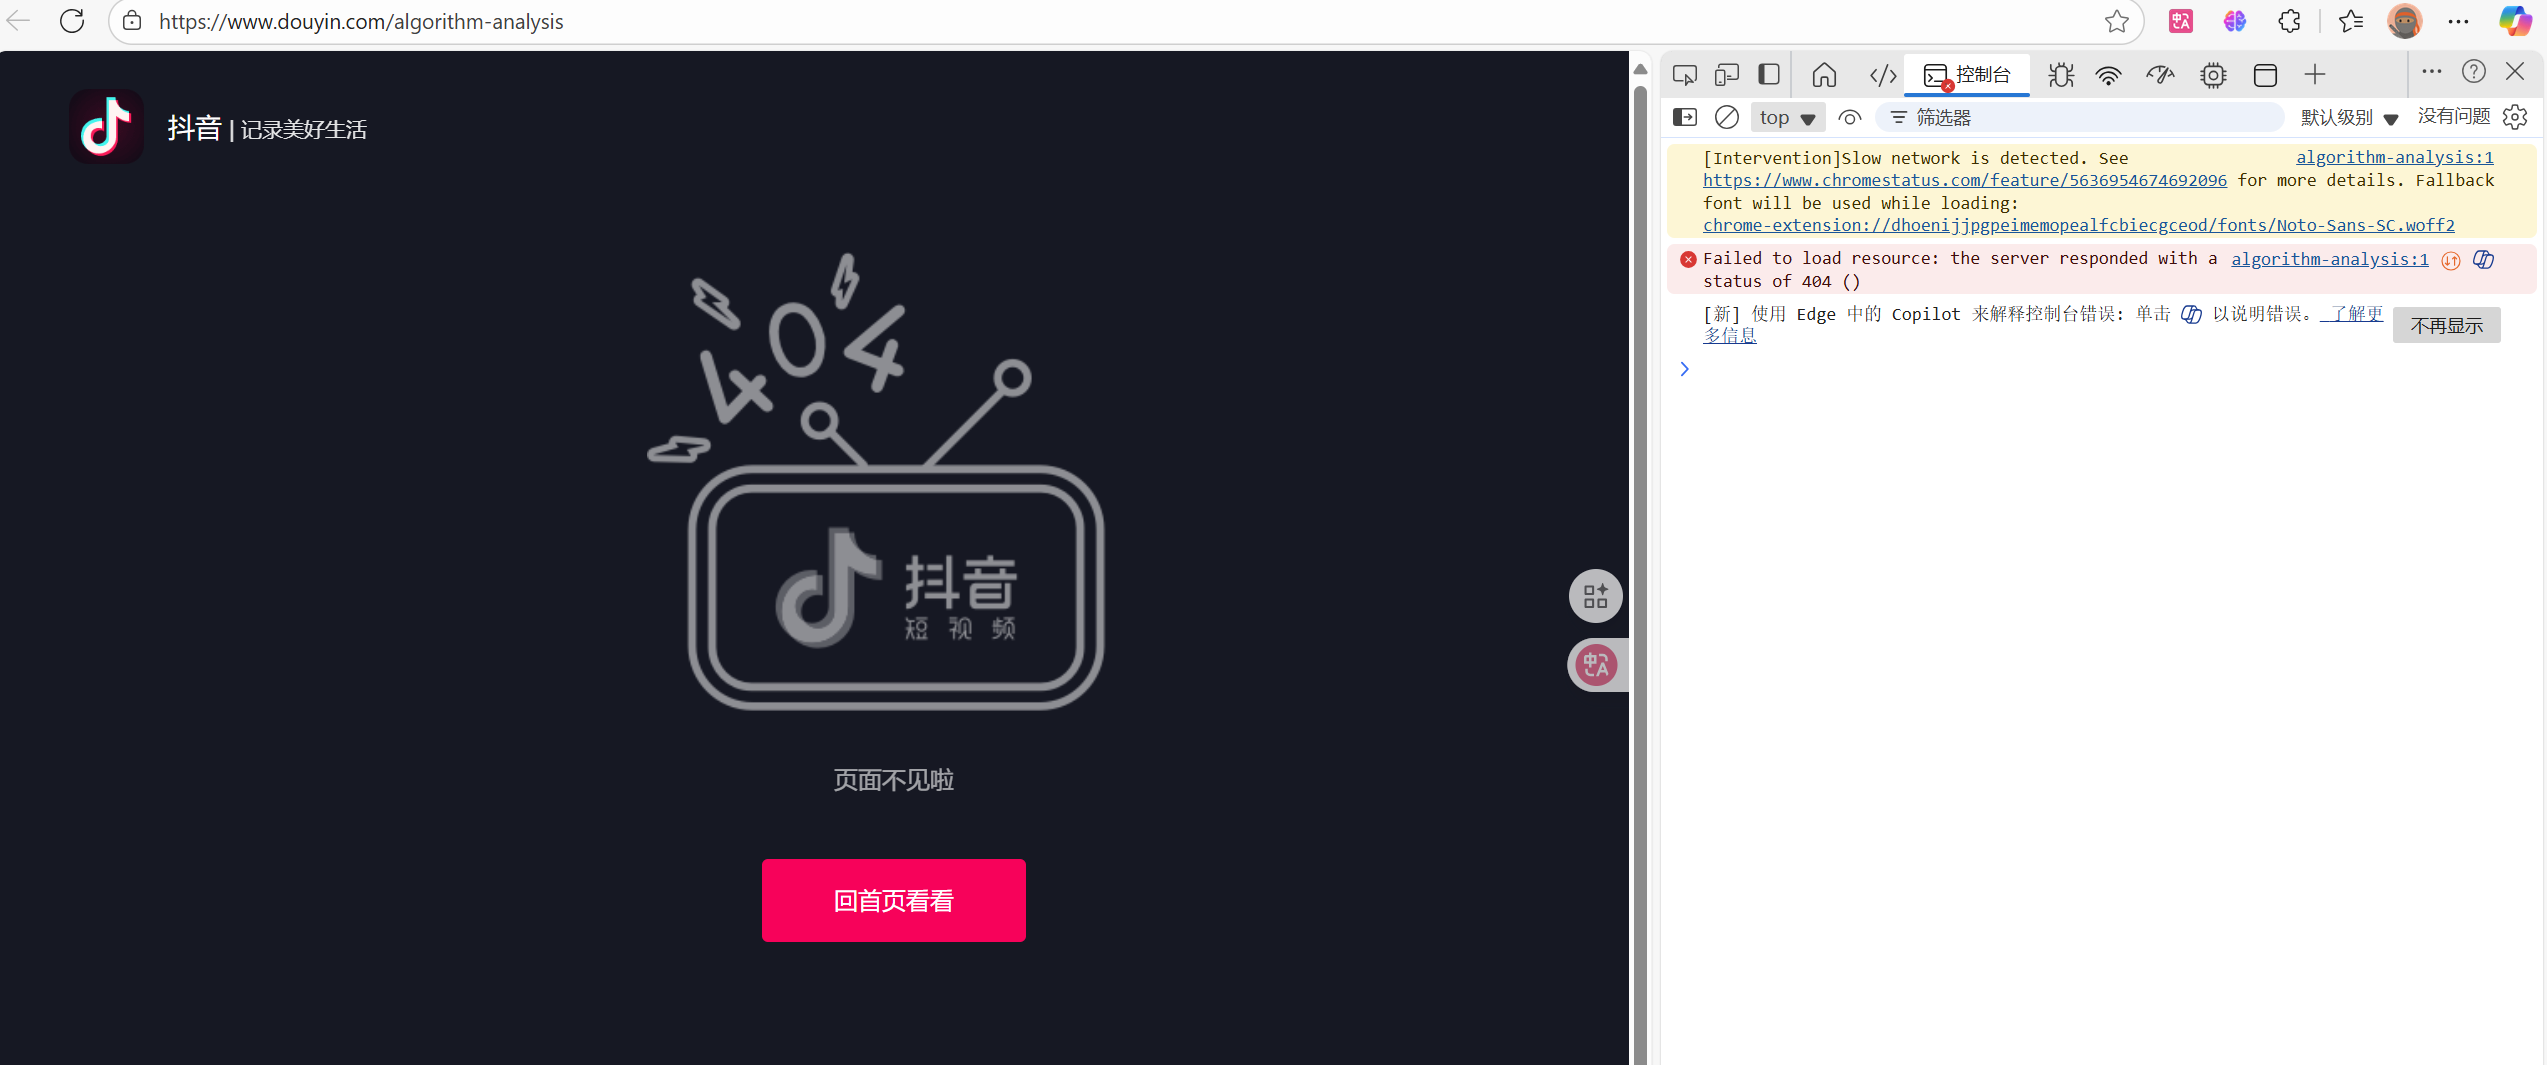 https://www.douyin.com/algorithm-analysis
抖音 | 记录美好生活
404
抖音
短视频
页面不见啦
回首页看看
控制台
top
筛选器
默认级别
没有问题
[Intervention]Slow network is detected. See algorithm-analysis:1
https://www.chromestatus.com/feature/5636954674692096 for more details. Fallback
font will be used while loading:
chrome-extension://dhoenijjpgpeimemopealfcbiecgceod/fonts/Noto-Sans-SC.woff2
Failed to load resource: the server responded with a algorithm-analysis:1
status of 404 ()
[新] 使用 Edge 中的 Copilot 来解释控制台错误: 单击 以说明错误。 了解更
多信息
不再显示